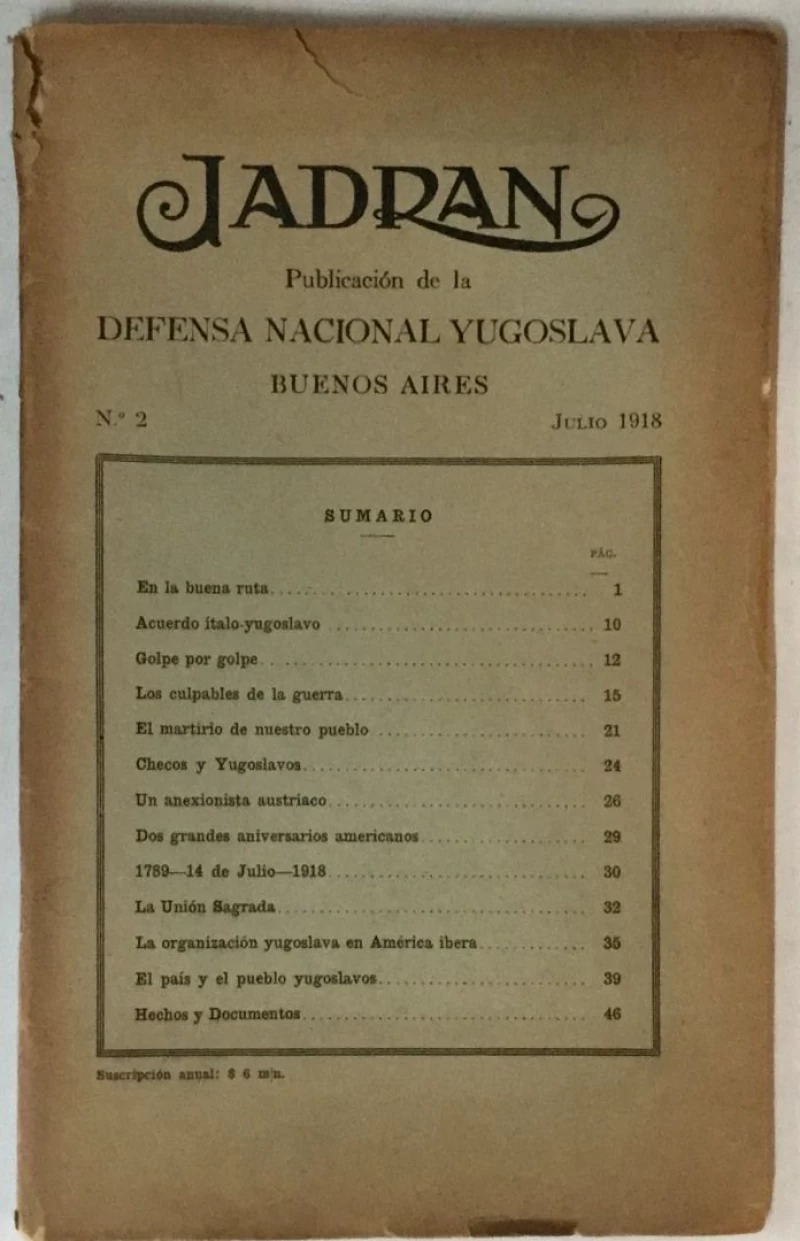 JADRAN
Publicación de la
DEFENSA NACIONAL YUGOSLAVA
BUENOS AIRES
N.º 2 JULIO 1918
SUMARIO
PÁG.
En la buena ruta 1
Acuerdo ítalo-yugoslavo 10
Golpe por golpe 12
Los culpables de la guerra 15
El martirio de nuestro pueblo 21
Checos y Yugoslavos 24
Un anexionista austriaco 26
Dos grandes aniversarios americanos 29
1789—14 de Julio—1918 30
La Unión Sagrada 32
La organización yugoslava en América ibera 35
El país y el pueblo yugoslavos 39
Hechos y Documentos 46
Suscripción anual: $ 6 m/n.